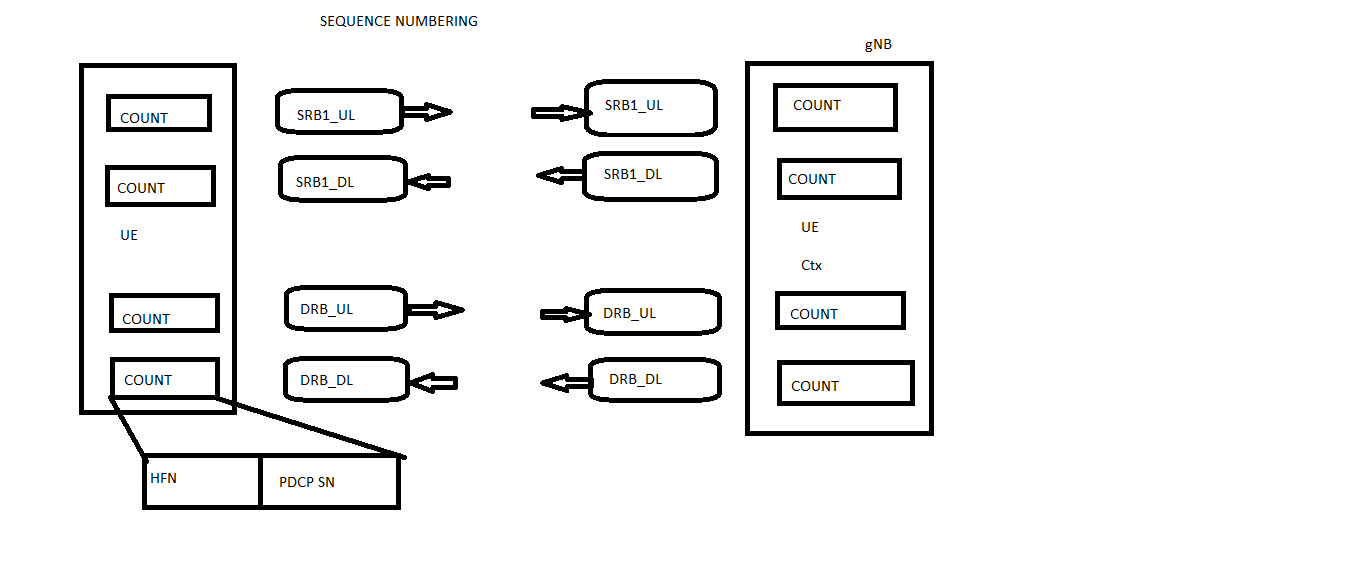 SEQUENCE NUMBERING
gNB
COUNT
SRB1_UL
SRB1_UL
COUNT
COUNT
SRB1_DL
SRB1_DL
COUNT
UE
UE
Ctx
COUNT
DRB_UL
DRB_UL
COUNT
COUNT
DRB_DL
DRB_DL
COUNT
HFN
PDCP SN